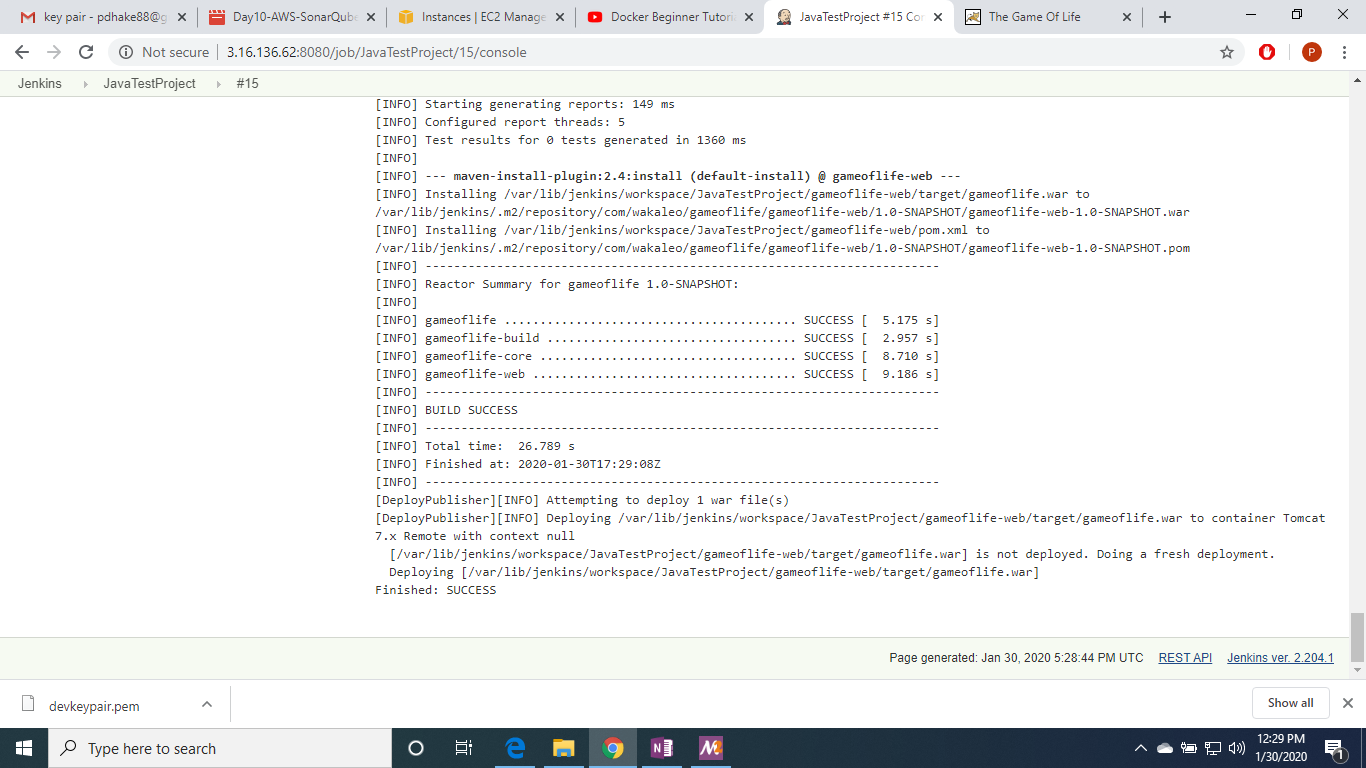 key pair - pdhake88@g
Day10-AWS-SonarQube
Instances | EC2 Manage
Docker Beginner Tutori
JavaTestProject #15 Con
The Game Of Life
Not secure
3.16.136.62:8080/job/JavaTestProject/15/console
P
Jenkins
JavaTestProject
#15
[INFO] Starting generating reports: 149 ms
[INFO] Configured report threads: 5
[INFO] Test results for 0 tests generated in 1360 ms
[INFO]
[INFO] --- maven-install-plugin:2.4:install (default-install) @ gameoflife-web ---
[INFO] Installing /var/lib/jenkins/workspace/JavaTestProject/gameoflife-web/target/gameoflife.war to
/var/lib/jenkins/.m2/repository/com/wakaleo/gameoflife/gameoflife-web/1.0-SNAPSHOT/gameoflife-web-1.0-SNAPSHOT.war
[INFO] Installing /var/lib/jenkins/workspace/JavaTestProject/gameoflife-web/pom.xml to
/var/lib/jenkins/.m2/repository/com/wakaleo/gameoflife/gameoflife-web/1.0-SNAPSHOT/gameoflife-web-1.0-SNAPSHOT.pom
[INFO] ------------------------------------------------------------------------
[INFO] Reactor Summary for gameoflife 1.0-SNAPSHOT:
[INFO]
[INFO] gameoflife ......................................... SUCCESS [  5.175 s]
[INFO] gameoflife-build ................................... SUCCESS [  2.957 s]
[INFO] gameoflife-core .................................... SUCCESS [  8.710 s]
[INFO] gameoflife-web ..................................... SUCCESS [  9.186 s]
[INFO] ------------------------------------------------------------------------
[INFO] BUILD SUCCESS
[INFO] ------------------------------------------------------------------------
[INFO] Total time:  26.789 s
[INFO] Finished at: 2020-01-30T17:29:08Z
[INFO] ------------------------------------------------------------------------
[DeployPublisher][INFO] Attempting to deploy 1 war file(s)
[DeployPublisher][INFO] Deploying /var/lib/jenkins/workspace/JavaTestProject/gameoflife-web/target/gameoflife.war to container Tomcat
7.x Remote with context null
[/var/lib/jenkins/workspace/JavaTestProject/gameoflife-web/target/gameoflife.war] is not deployed. Doing a fresh deployment.
Deploying [/var/lib/jenkins/workspace/JavaTestProject/gameoflife-web/target/gameoflife.war]
Finished: SUCCESS
Page generated: Jan 30, 2020 5:28:44 PM UTC
REST API
Jenkins ver. 2.204.1
devkeypair.pem
Show all
Type here to search
12:29 PM
1/30/2020
1